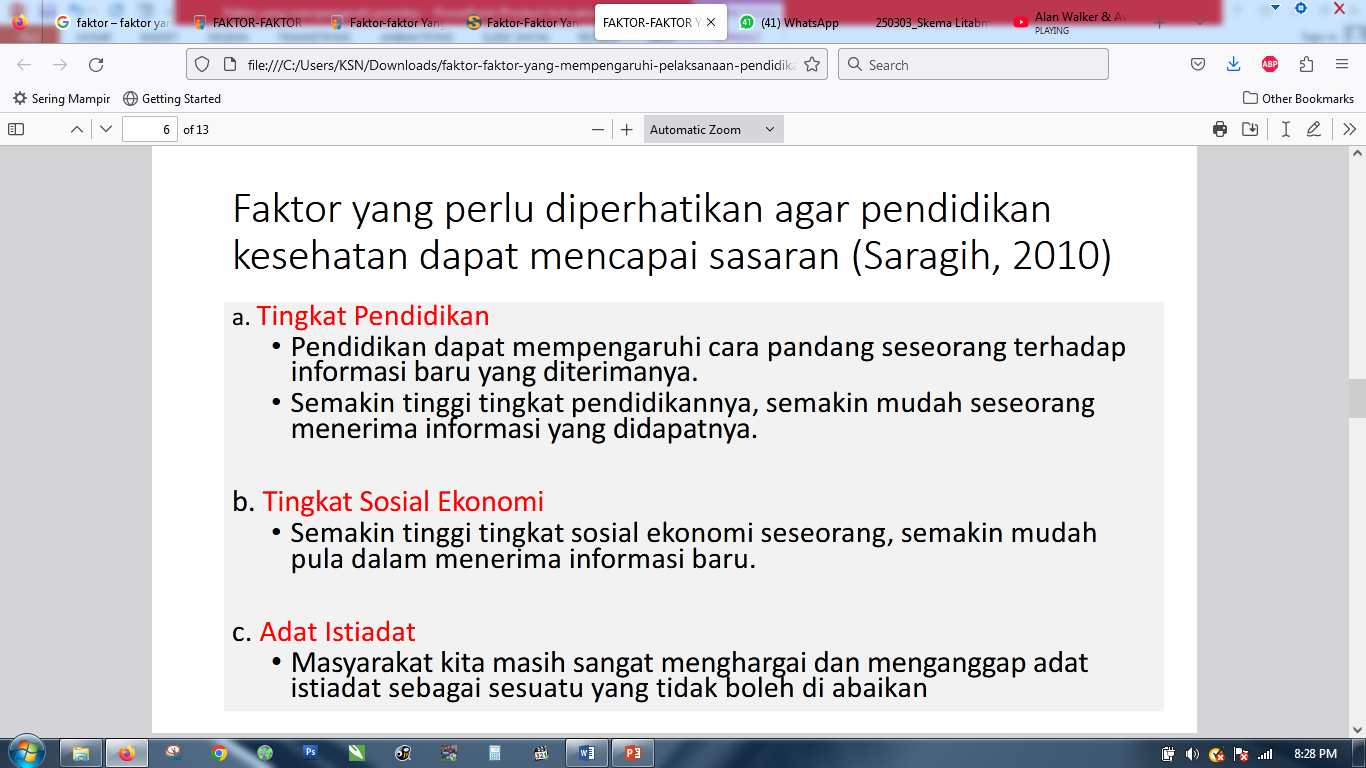 faktor – faktor yar
FAKTOR-FAKTOR
Faktor-faktor Yang
Faktor-Faktor Yang
FAKTOR-FAKTOR Y
(41) WhatsApp
250303_Skema Litabm
Alan Walker & Av
PLAYING
file:///C:/Users/KSN/Downloads/faktor-faktor-yang-mempengaruhi-pelaksanaan-pendidika
Search
Sering Mampir
Getting Started
Other Bookmarks
6
of 13
Automatic Zoom
Faktor yang perlu diperhatikan agar pendidikan
kesehatan dapat mencapai sasaran (Saragih, 2010)
a. Tingkat Pendidikan
• Pendidikan dapat mempengaruhi cara pandang seseorang terhadap
informasi baru yang diterimanya.
• Semakin tinggi tingkat pendidikannya, semakin mudah seseorang
menerima informasi yang didapatnya.
b. Tingkat Sosial Ekonomi
• Semakin tinggi tingkat sosial ekonomi seseorang, semakin mudah
pula dalam menerima informasi baru.
c. Adat Istiadat
• Masyarakat kita masih sangat menghargai dan menganggap adat
istiadat sebagai sesuatu yang tidak boleh di abaikan
8:28 PM